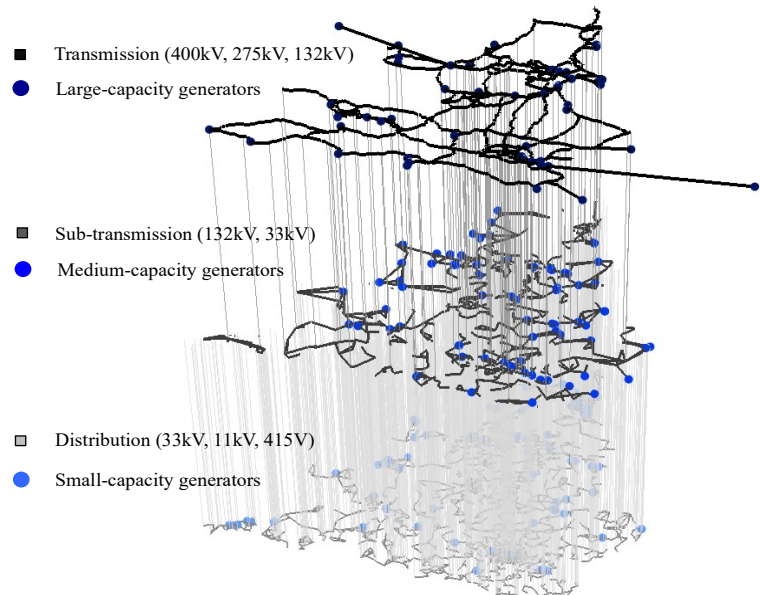 Transmission (400kV, 275kV, 132kV)
Large-capacity generators
Sub-transmission (132kV, 33kV)
Medium-capacity generators
Distribution (33kV, 11kV, 415V)
Small-capacity generators